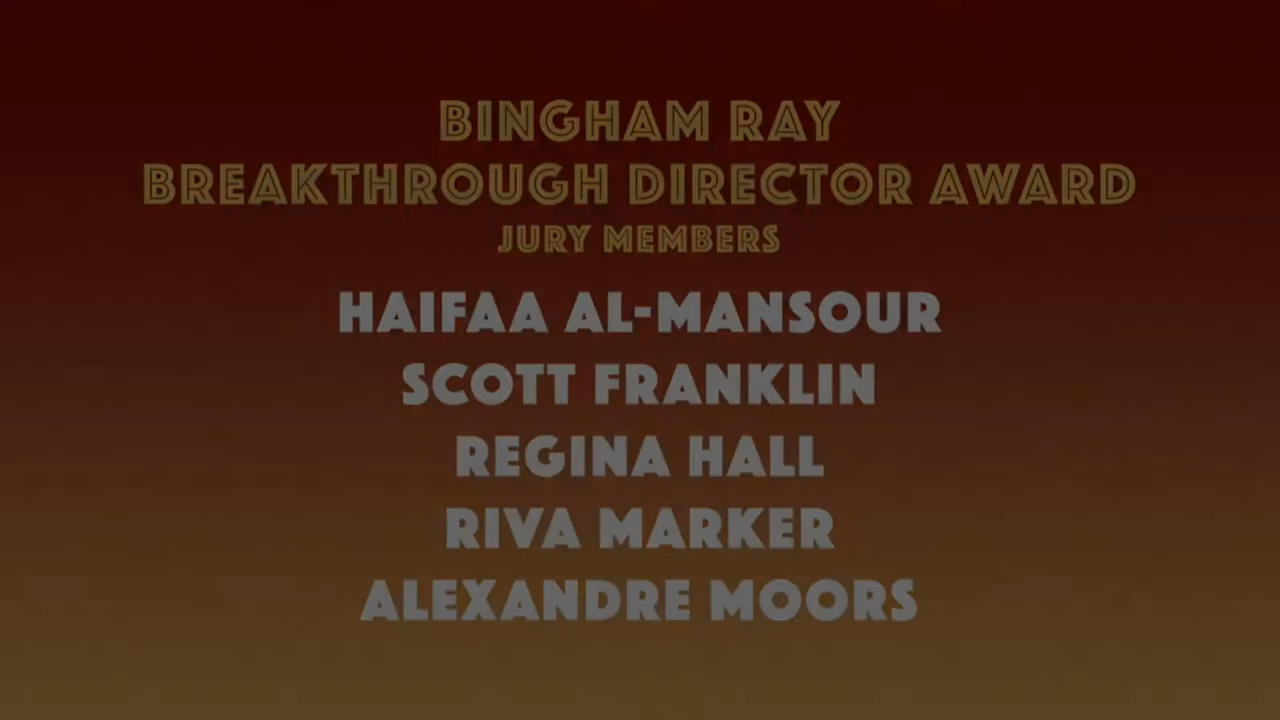 BINGHAM RAY
BREAKTHROUGH DIRECTOR AWARD
JURY MEMBERS
HAIFAA AL-MANSOUR
SCOTT FRANKLIN
REGINA HALL
RIVA MARKER
ALEXANDRE MOORS